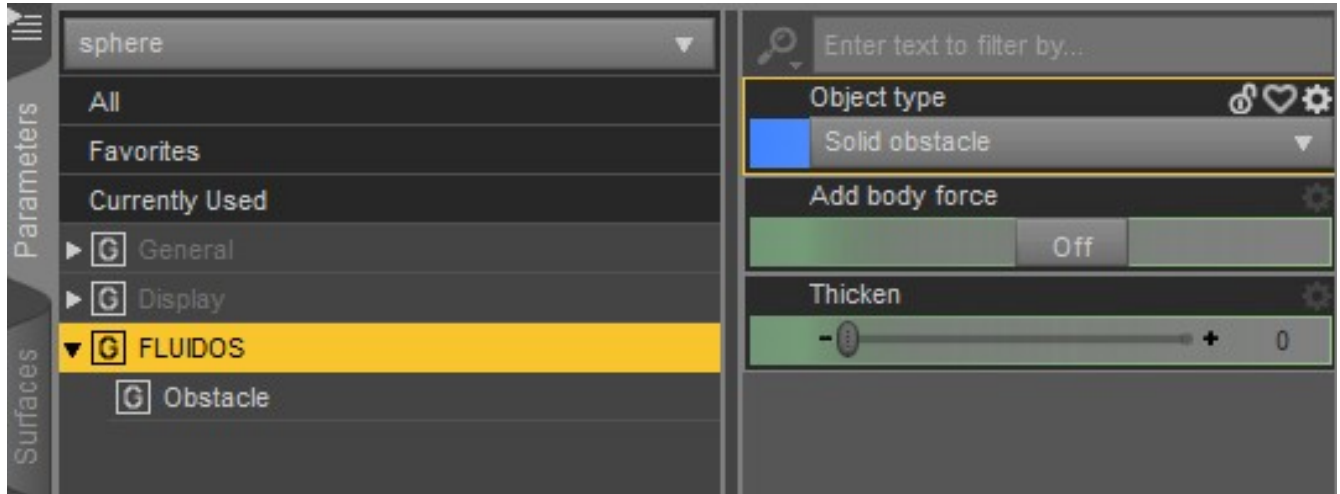 Parameters
Surfaces
sphere
All
Favorites
Currently Used
G General
G Display
G FLUIDOS
G Obstacle
Enter text to filter by...
Object type
Solid obstacle
Add body force
Off
Thicken
- + 0